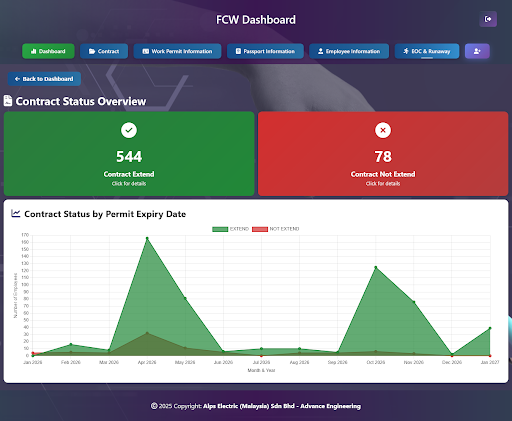 FCW Dashboard
Dashboard
Contract
Work Permit Information
Passport Information
Employee Information
EOC & Runaway
Back to Dashboard
Contract Status Overview
544
Contract Extend
Click for details
78
Contract Not Extend
Click for details
Contract Status by Permit Expiry Date
EXTEND NOT EXTEND
Number of Employees
170
160
150
140
130
120
110
100
90
80
70
60
50
40
30
20
10
0
Jan 2026 Feb 2026 Mar 2026 Apr 2026 May 2026 Jun 2026 Jul 2026 Aug 2026 Sep 2026 Oct 2026 Nov 2026 Dec 2026 Jan 2027
Month & Year
© 2025 Copyright: Alps Electric (Malaysia) Sdn Bhd - Advance Engineering